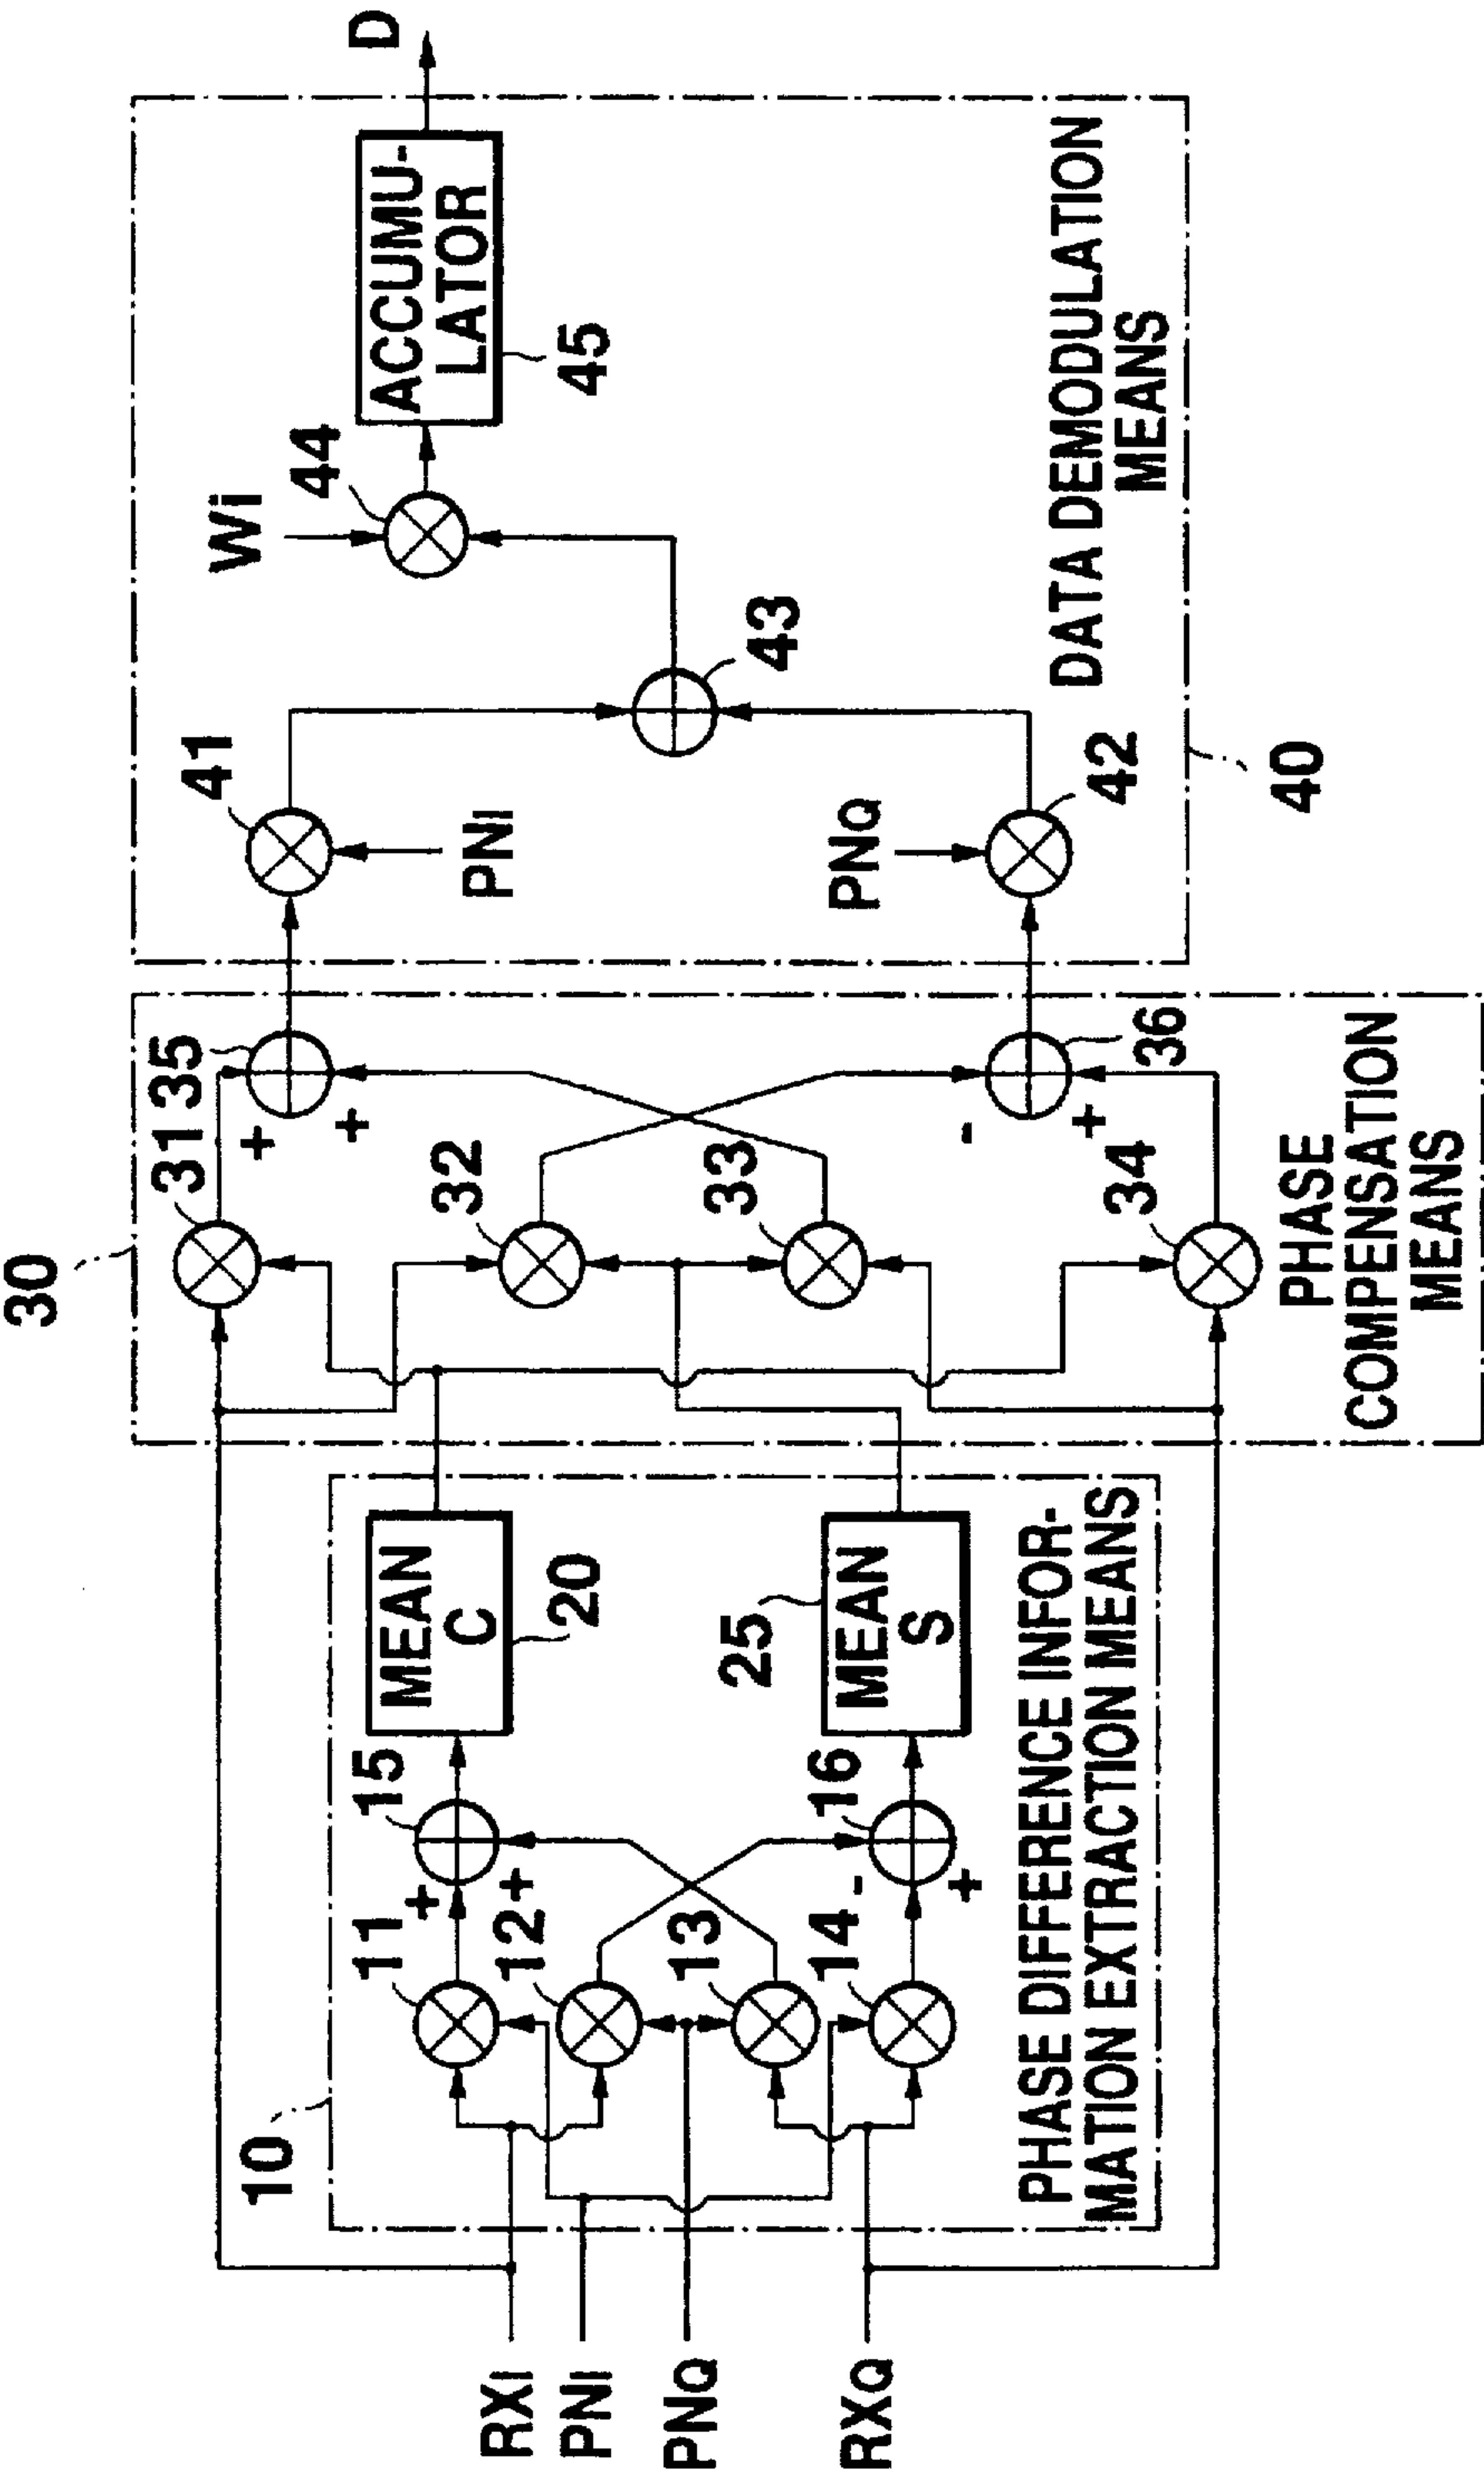 RXI
PNI
PNQ
RXQ
10
11
12
13
14
+
+
-
+
15
16
MEAN
C
20
25
MEAN
S
PHASE DIFFERENCE INFOR-
MATION EXTRACTION MEANS
30
31
32
33
34
+
+
-
+
35
36
PHASE
COMPENSATION
MEANS
41
PNI
PNQ
42
43
Wi
44
ACCUMU-
LATOR
45
DATA DEMODULATION
MEANS
40
D